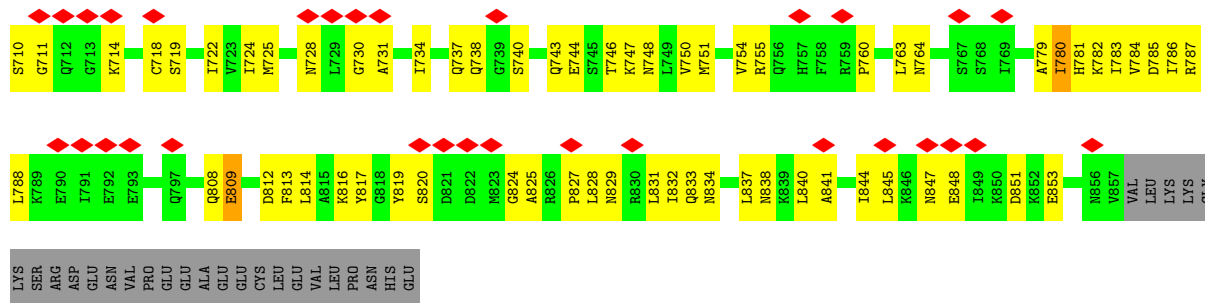 S710 G711 Q712 G713 K714 C718 S719 I722 V723 I724 M725 N728 L729 G730 A731 I734 Q737 Q738 G739 S740 Q743 E744 S745 T746 K747 N748 L749 V750 M751 V754 R755 Q756 H757 F758 R759 P760 L763 N764 S767 S768 I769 A779 I780 H781 K782 I783 V784 D785 I786 R787
L788 K789 E790 I791 E792 E793 Q797 Q808 E809 D812 F813 L814 A815 K816 Y817 G818 Y819 S820 D821 D822 M823 G824 A825 R826 P827 L828 N829 R830 L831 I832 Q833 N834 L837 N838 K839 L840 A841 I844 L845 K846 N847 E848 I849 K850 D851 K852 E853 N856 V857 VAL LEU LYS LYS GLY
LYS SER ARG ASP GLU ASN VAL PRO GLU GLU ALA GLU GLU CYS LEU GLU VAL LEU PRO ASN HIS GLU